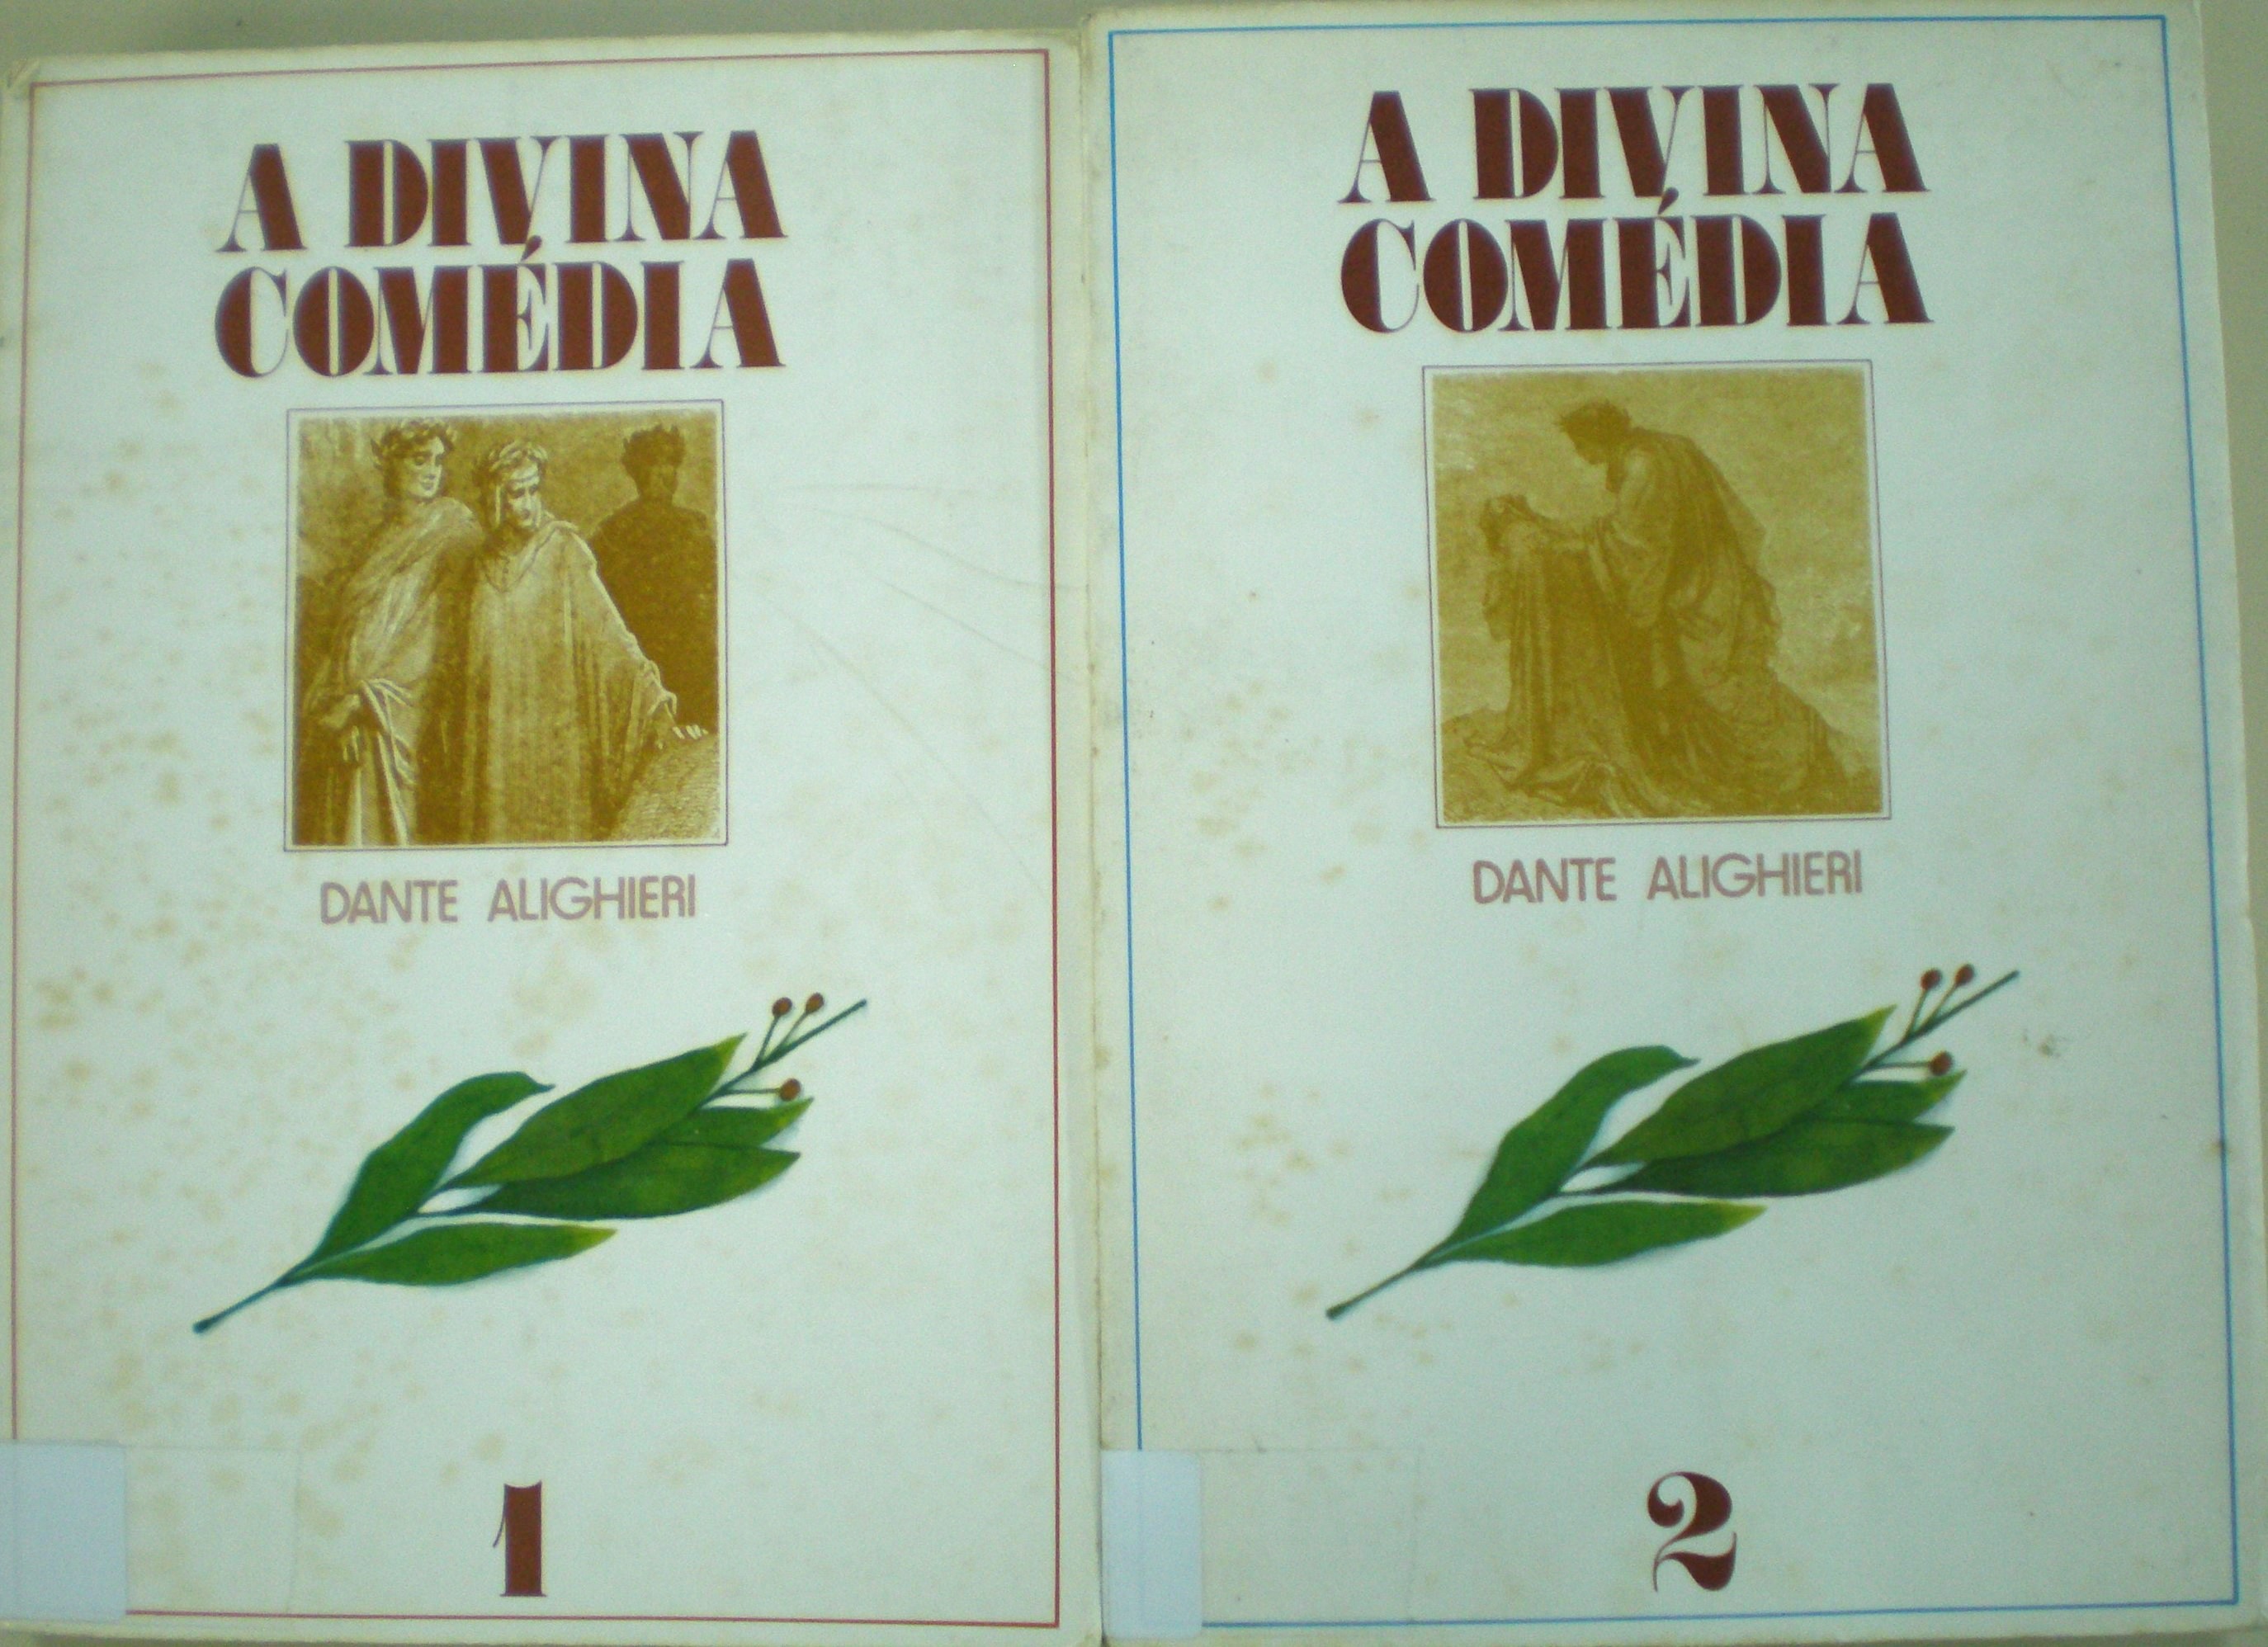 A DIVINA
COMÉDIA
DANTE ALIGHIERI
1
A DIVINA
COMÉDIA
DANTE ALIGHIERI
2